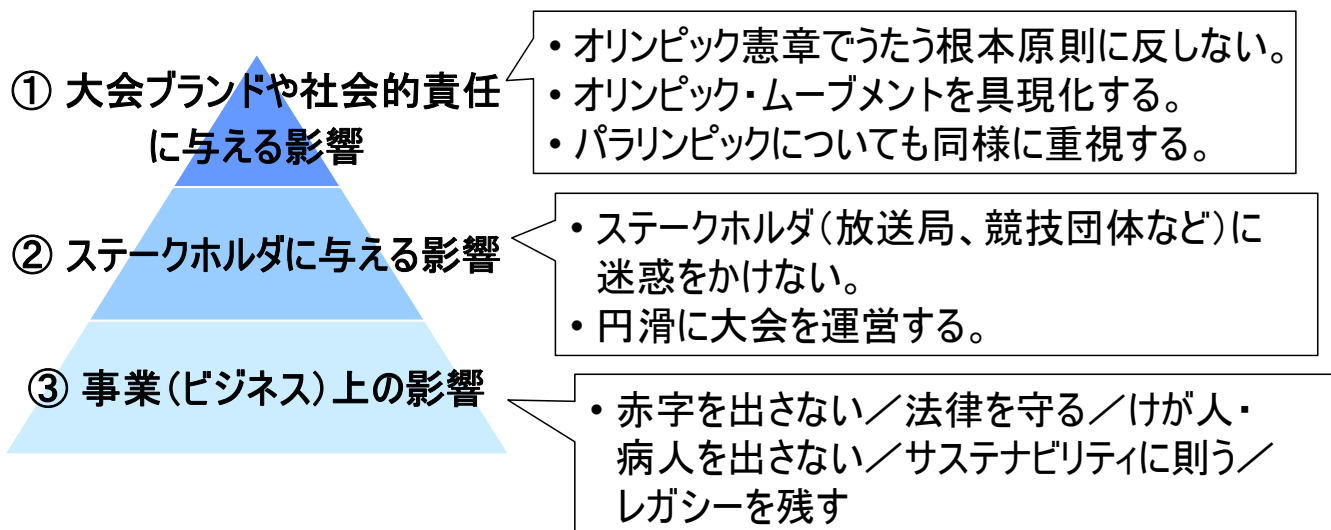 ① 大会ブランドや社会的責任
に与える影響
・オリンピック憲章でうたう根本原則に反しない。
・オリンピック・ムーブメントを具現化する。
・パラリンピックについても同様に重視する。
② ステークホルダに与える影響
・ステークホルダ（放送局、競技団体など）に
迷惑をかけない。
・円滑に大会を運営する。
③ 事業（ビジネス）上の影響
・赤字を出さない／法律を守る／けが人・
病人を出さない／サステナビリティに則う／
レガシーを残す